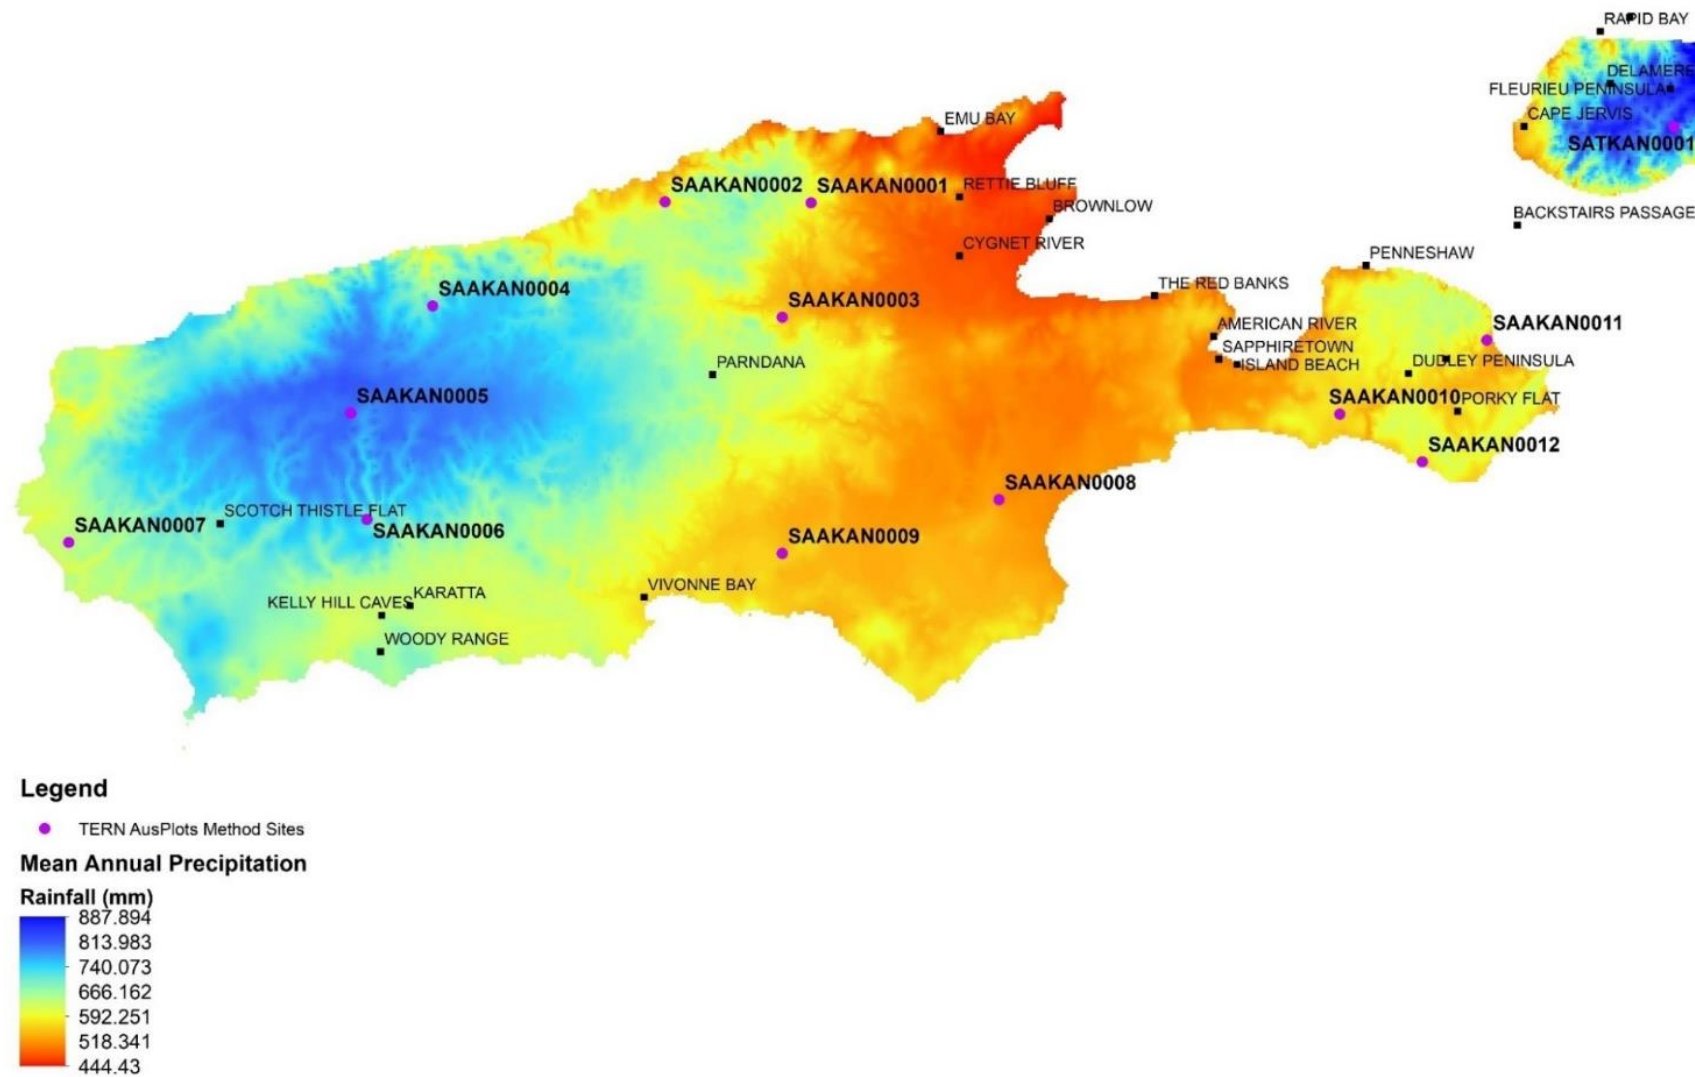 RAPID BAY
DELAMERE
FLEURIEU PENINSULA
CAPE JERVIS
SATKAN0001
EMU BAY
SAAKAN0002
SAAKAN0001
RETTIE BLUFF
BROWNLOW
BACKSTAIRS PASSAGE
CYGNET RIVER
PENNESHAW
SAAKAN0004
THE RED BANKS
SAAKAN0003
AMERICAN RIVER
SAAKAN0011
SAPPHIRETOWN
PARNDANA
ISLAND BEACH
DUDLEY PENINSULA
SAAKAN0005
SAAKAN0010
PORKY FLAT
SAAKAN0012
SAAKAN0008
SCOTCH THISTLE FLAT
SAAKAN0007
SAAKAN0006
SAAKAN0009
VIVONNE BAY
KARATTA
KELLY HILL CAVES
WOODY RANGE
Legend
TERN AusPlots Method Sites
Mean Annual Precipitation
Rainfall (mm)
887.894
813.983
740.073
666.162
592.251
518.341
444.43